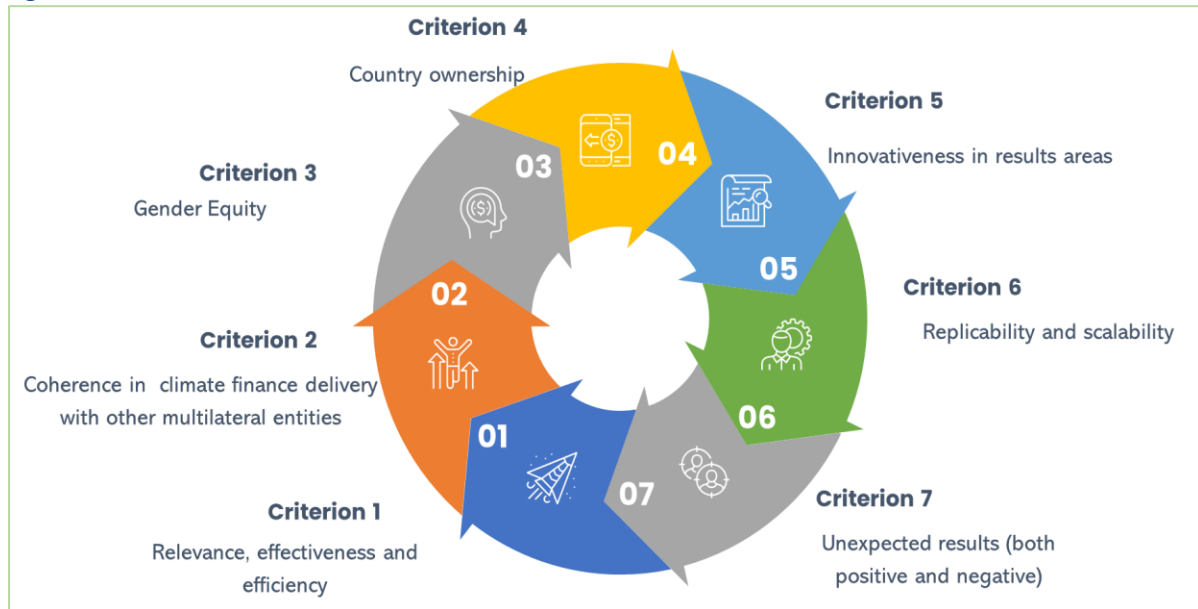 Criterion 4
Country ownership
Criterion 5
Innovativeness in results areas
Criterion 3
Gender Equity
Criterion 6
Replicability and scalability
Criterion 2
Coherence in climate finance delivery
with other multilateral entities
Criterion 1
Relevance, effectiveness and
efficiency
Criterion 7
Unexpected results (both
positive and negative)
01
02
03
04
05
06
07